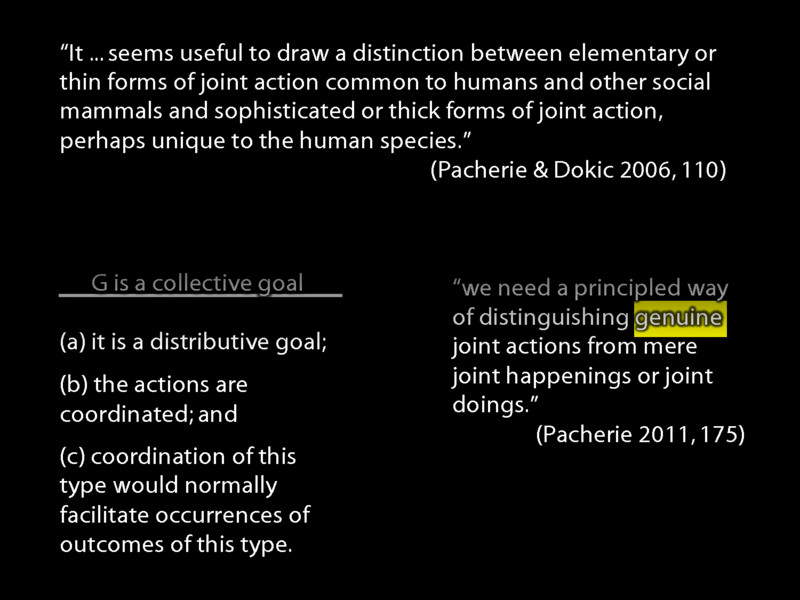 “It ... seems useful to draw a distinction between elementary or
thin forms of joint action common to humans and other social
mammals and sophisticated or thick forms of joint action,
perhaps unique to the human species.”
(Pacherie & Dokic 2006, 110)
G is a collective goal
(a) it is a distributive goal;
(b) the actions are
coordinated; and
(c) coordination of this
type would normally
facilitate occurrences of
outcomes of this type.
“we need a principled way
of distinguishing genuine
joint actions from mere
joint happenings or joint
doings.”
(Pacherie 2011, 175)